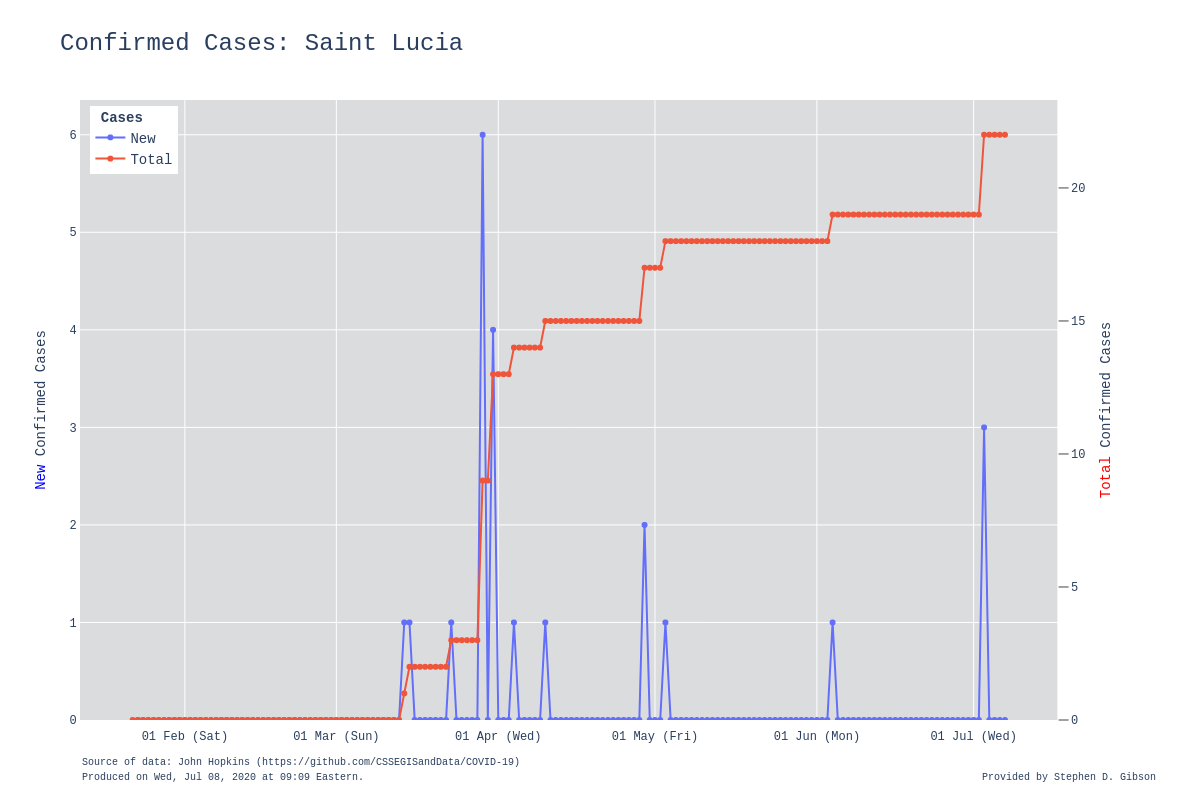 Confirmed Cases: Saint Lucia
Cases
New
Total
6
5
4
3
2
1
0
New Confirmed Cases
20
15
10
5
0
Total Confirmed Cases
01 Feb (Sat)
01 Mar (Sun)
01 Apr (Wed)
01 May (Fri)
01 Jun (Mon)
01 Jul (Wed)
Source of data: John Hopkins (https://github.com/CSSEGISandData/COVID-19)
Produced on Wed, Jul 08, 2020 at 09:09 Eastern.
Provided by Stephen D. Gibson